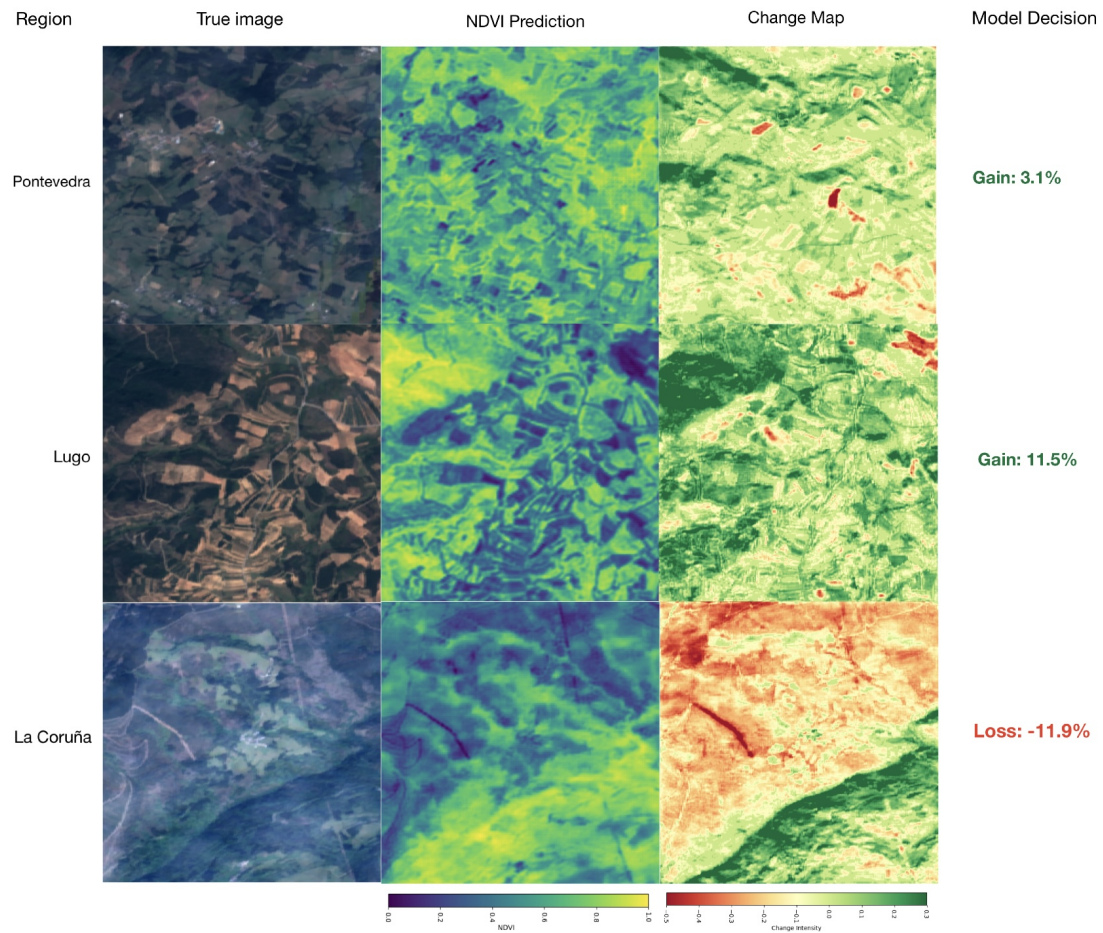 Region True image NDVI Prediction Change Map Model Decision
Pontevedra Gain: 3.1%
Lugo Gain: 11.5%
La Coruña Loss: -11.9%
0.0 0.2 0.4 0.6 0.8 1.0
NDVI
-0.5 -0.4 -0.3 -0.2 -0.1 0.0 0.1 0.2 0.3
Change Intensity